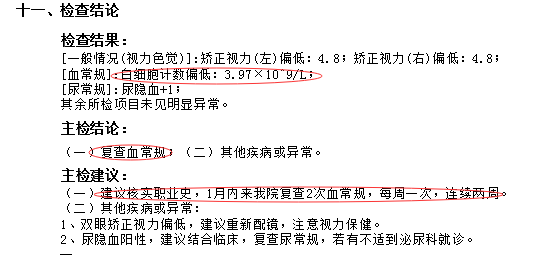 十一、检查结论
检查结果：
[一般情况(视力色觉)]:矫正视力(左)偏低：4.8；矫正视力(右)偏低：4.8；
[血常规]:白细胞计数偏低：3.97×10^9/L；
[尿常规]:尿隐血+1；
其余所检项目未见明显异常。
主检结论：
（一）复查血常规；（二）其他疾病或异常。
主检建议：
（一）建议核实职业史，1月内来我院复查2次血常规，每周一次，连续两周。
（二）其他疾病或异常：
1、双眼矫正视力偏低，建议重新配镜，注意视力保健。
2、尿隐血阳性，建议结合临床，复查尿常规，若有不适到泌尿科就诊。